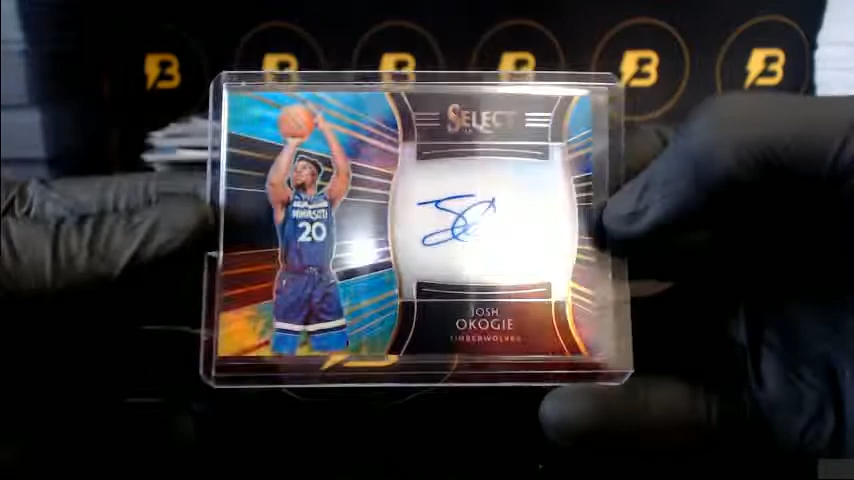 B B B B B B
SELECT
MINNESOTA
20
JOSH
OKOGIE
TIMBERWOLVES